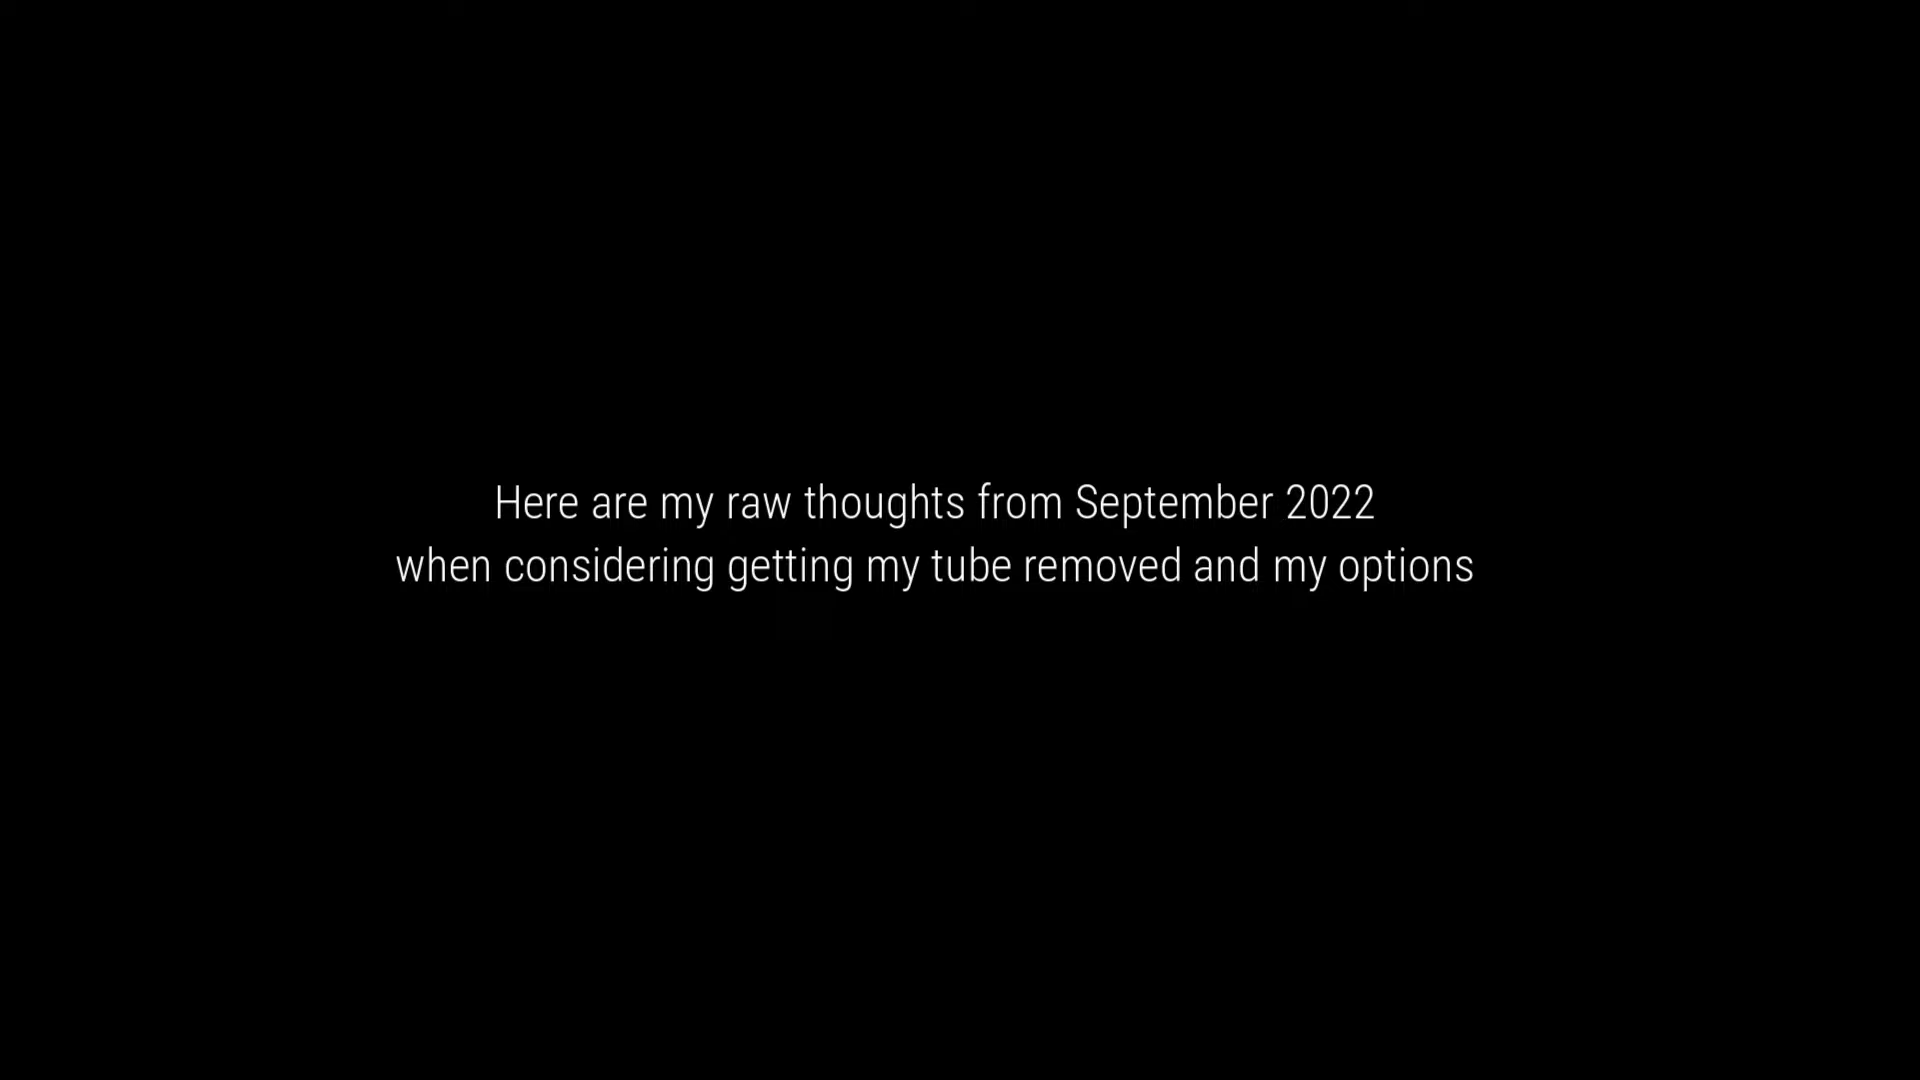 Here are my raw thoughts from September 2022
when considering getting my tube removed and my options